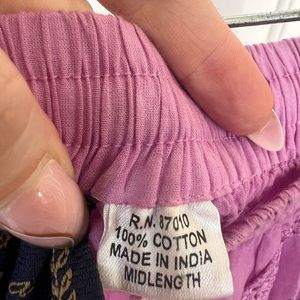 R.N. 87010
100% COTTON
MADE IN INDIA
MIDLENGTH